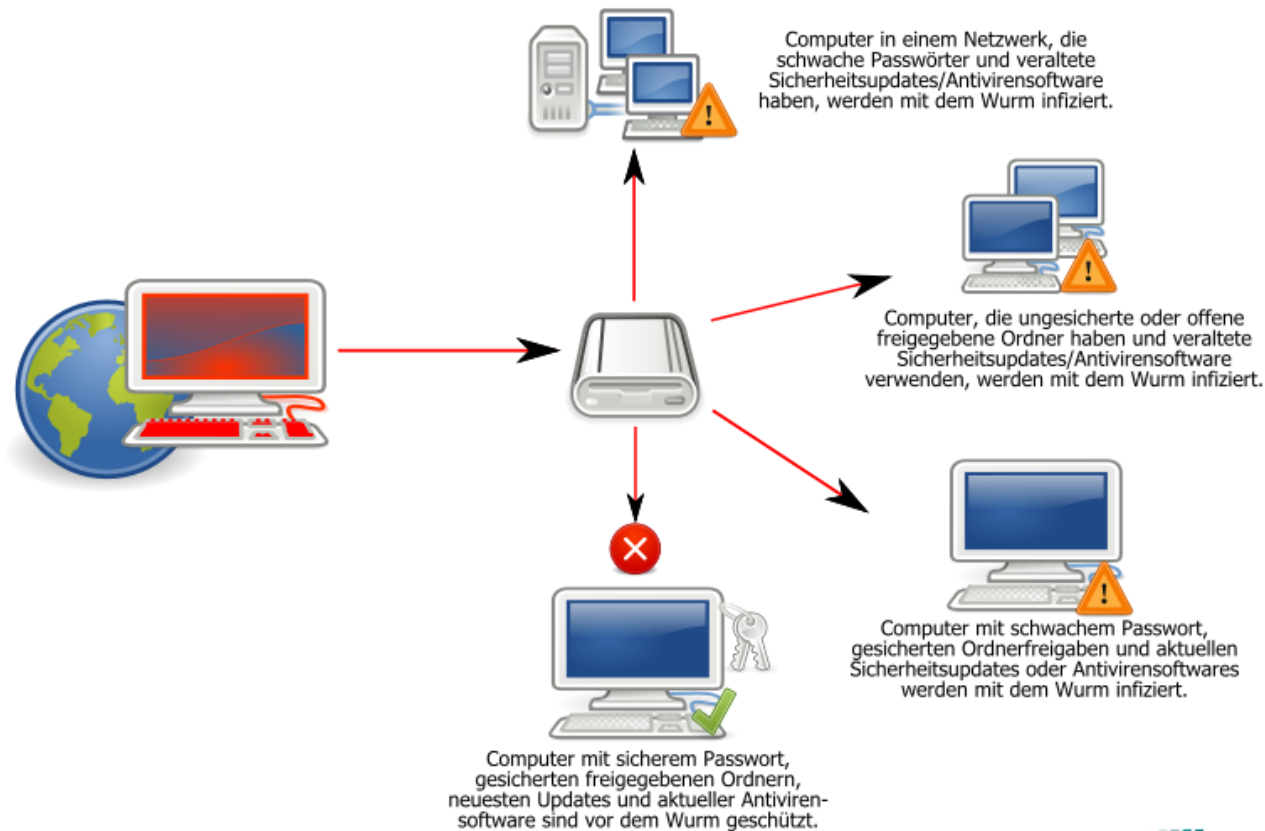 Computer in einem Netzwerk, die
schwache Passwörter und veraltete
Sicherheitsupdates/Antivirensoftware
haben, werden mit dem Wurm infiziert.
Computer, die ungesicherte oder offene
freigegebene Ordner haben und veraltete
Sicherheitsupdates/Antivirensoftware
verwenden, werden mit dem Wurm infiziert.
Computer mit schwachem Passwort,
gesicherten Ordnerfreigaben und aktuellen
Sicherheitsupdates oder Antivirensoftwares
werden mit dem Wurm infiziert.
Computer mit sicherem Passwort,
gesicherten freigegebenen Ordnern,
neuesten Updates und aktueller Antiviren-
software sind vor dem Wurm geschützt.